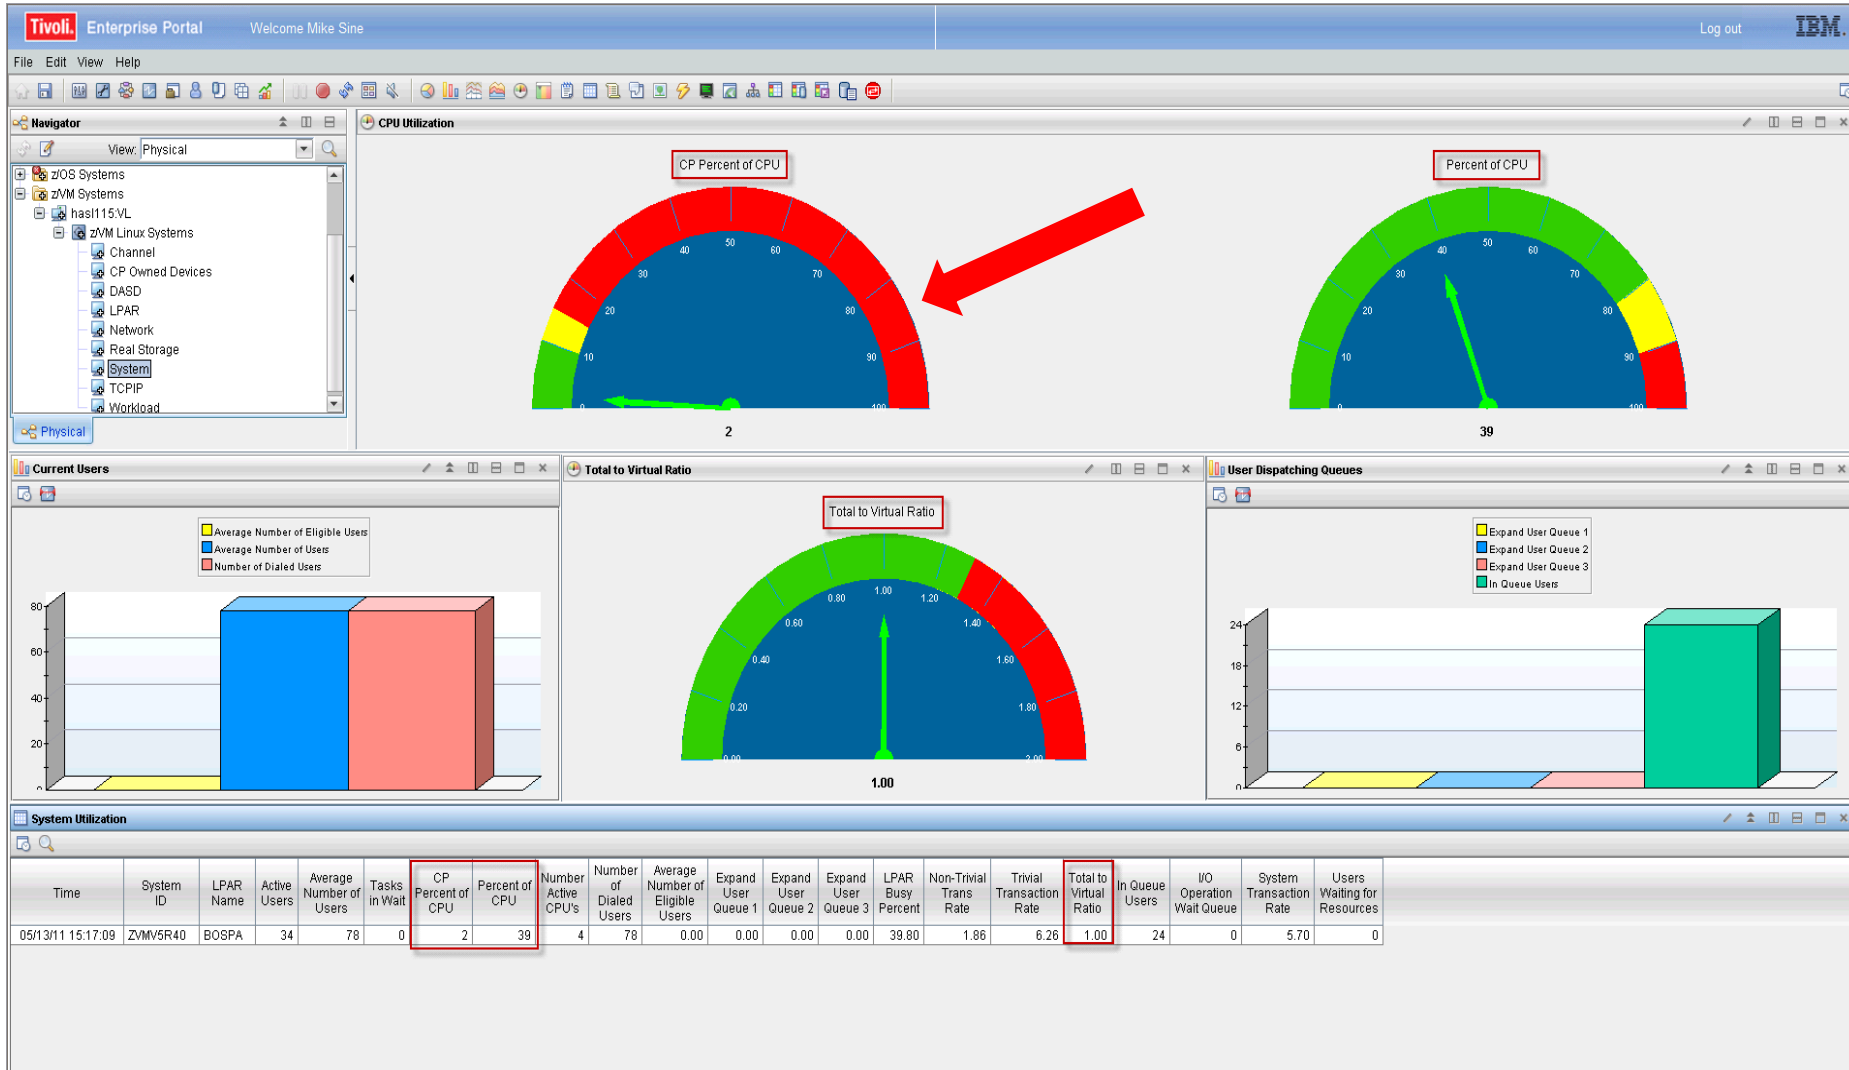 Tivoli. Enterprise Portal Welcome Mike Sine Log out IBM.
File Edit View Help
Navigator
View: Physical
z/OS Systems
z/VM Systems
hasl115:VL
z/VM Linux Systems
Channel
CP Owned Devices
DASD
LPAR
Network
Real Storage
System
TCPIP
Workload
Physical
CPU Utilization
CP Percent of CPU
0 10 20 30 40 50 60 70 80 90 100
2
Percent of CPU
0 10 20 30 40 50 60 70 80 90 100
39
Current Users
Average Number of Eligible Users
Average Number of Users
Number of Dialed Users
80
60
40
20
0
Total to Virtual Ratio
Total to Virtual Ratio
0.00 0.20 0.40 0.60 0.80 1.00 1.20 1.40 1.60 1.80 2.00
1.00
User Dispatching Queues
Expand User Queue 1
Expand User Queue 2
Expand User Queue 3
In Queue Users
24
18
12
6
0
System Utilization
Time System ID LPAR Name Active Users Average Number of Users Tasks in Wait CP Percent of CPU Percent of CPU Number Active CPU's Number of Dialed Users Average Number of Eligible Users Expand User Queue 1 Expand User Queue 2 Expand User Queue 3 LPAR Busy Percent Non-Trivial Trans Rate Trivial Transaction Rate Total to Virtual Ratio In Queue Users I/O Operation Wait Queue System Transaction Rate Users Waiting for Resources
05/13/11 15:17:09 ZVMV5R40 BOSPA 34 78 0 2 39 4 78 0.00 0.00 0.00 0.00 39.80 1.86 6.26 1.00 24 0 5.70 0